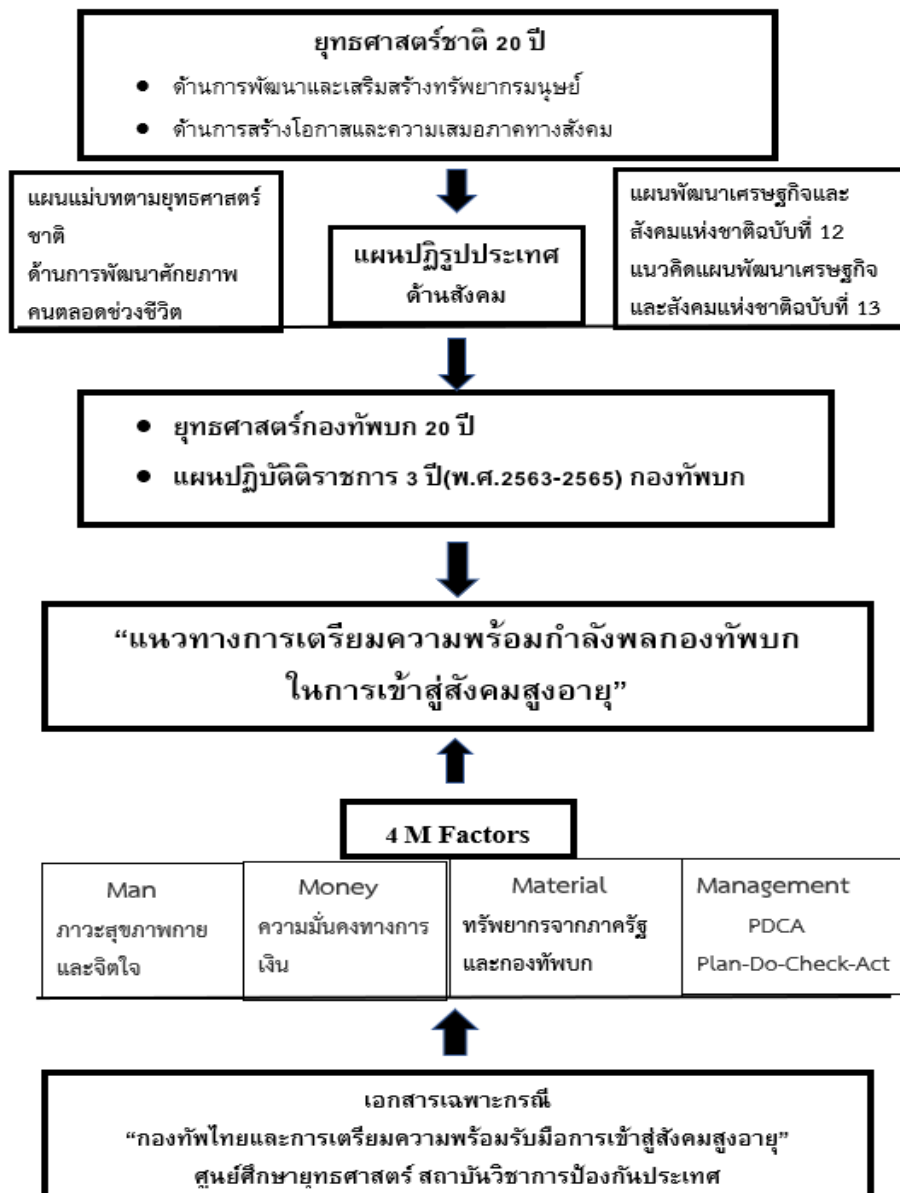 ยุทธศาสตร์ชาติ 20 ปี
● ด้านการพัฒนาและเสริมสร้างทรัพยากรมนุษย์
● ด้านการสร้างโอกาสและความเสมอภาคทางสังคม
แผนแม่บทตามยุทธศาสตร์
ชาติ
ด้านการพัฒนาศักยภาพ
คนตลอดช่วงชีวิต
แผนปฏิรูปประเทศ
ด้านสังคม
แผนพัฒนาเศรษฐกิจและ
สังคมแห่งชาติฉบับที่ 12
แนวคิดแผนพัฒนาเศรษฐกิจ
และสังคมแห่งชาติฉบับที่ 13
● ยุทธศาสตร์กองทัพบก 20 ปี
● แผนปฏิบัติติราชการ 3 ปี(พ.ศ.2563-2565) กองทัพบก
“แนวทางการเตรียมความพร้อมกำลังพลกองทัพบก
ในการเข้าสู่สังคมสูงอายุ”
4 M Factors
Man
ภาวะสุขภาพกาย
และจิตใจ
Money
ความมั่นคงทางการ
เงิน
Material
ทรัพยากรจากภาครัฐ
และกองทัพบก
Management
PDCA
Plan-Do-Check-Act
เอกสารเฉพาะกรณี
“กองทัพไทยและการเตรียมความพร้อมรับมือการเข้าสู่สังคมสูงอายุ”
ศูนย์ศึกษายุทธศาสตร์ สถาบันวิชาการป้องกันประเทศ